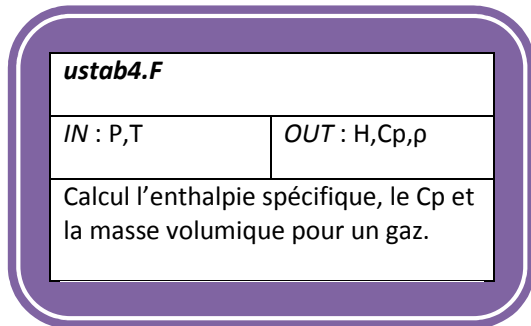 ustab4.F
IN : P,T
OUT : H,Cp,ρ
Calcul l’enthalpie spécifique, le Cp et
la masse volumique pour un gaz.